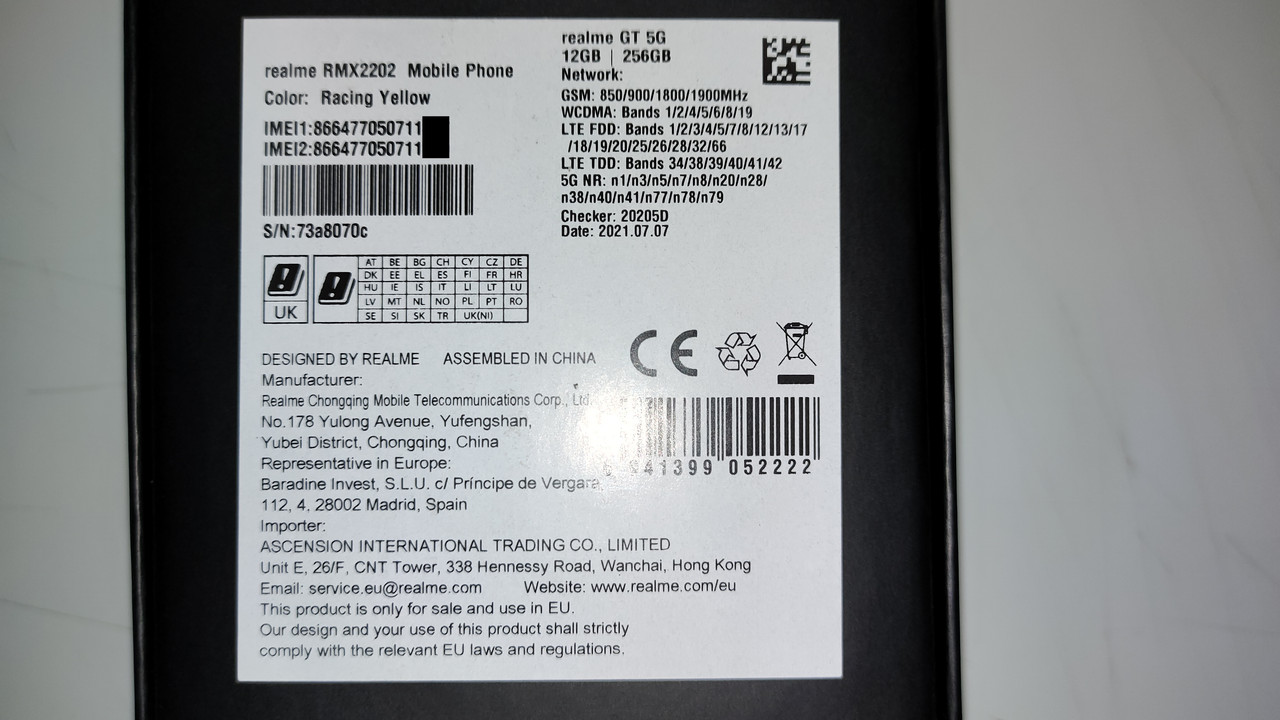 realme RMX2202 Mobile Phone
Color: Racing Yellow
IMEI1:866477050711
IMEI2:866477050711
S/N:73a8070c
realme GT 5G
12GB | 256GB
Network:
GSM: 850/900/1800/1900MHz
WCDMA: Bands 1/2/4/5/6/8/19
LTE FDD: Bands 1/2/3/4/5/7/8/12/13/17
/18/19/20/25/26/28/32/66
LTE TDD: Bands 34/38/39/40/41/42
5G NR: n1/n3/n5/n7/n8/n20/n28/
n38/n40/n41/n77/n78/n79
Checker: 20205D
Date: 2021.07.07
UK
AT BE BG CH CY CZ DE
DK EE EL ES FI FR HR
HU IE IS IT LI LT LU
LV MT NL NO PL PT RO
SE SI SK TR UK(NI)
DESIGNED BY REALME ASSEMBLED IN CHINA
Manufacturer:
Realme Chongqing Mobile Telecommunications Corp., Ltd.
No.178 Yulong Avenue, Yufengshan,
Yubei District, Chongqing, China
Representative in Europe:
Baradine Invest, S.L.U. c/ Príncipe de Vergara
112, 4. 28002 Madrid, Spain
Importer:
ASCENSION INTERNATIONAL TRADING CO., LIMITED
Unit E, 26/F, CNT Tower, 338 Hennessy Road, Wanchai, Hong Kong
Email: service.eu@realme.com Website: www.realme.com/eu
This product is only for sale and use in EU.
Our design and your use of this product shall strictly
comply with the relevant EU laws and regulations.
CE
6 941399 052222